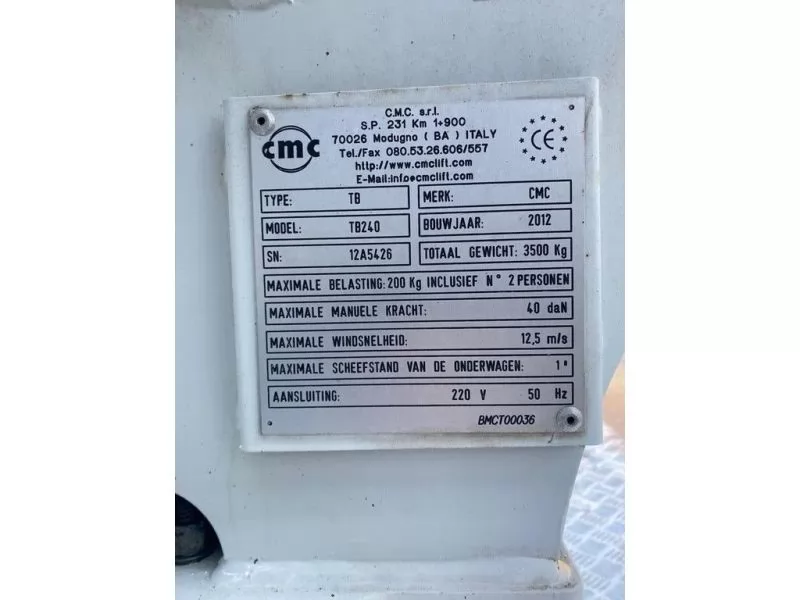 C.M.C. s.r.l.
S.P. 231 Km 1+900
70026 Modugno ( BA ) ITALY
Tel./Fax 080.53.26.606/557
http://www.cmclift.com
E-Mail:info@cmclift.com
cmc
CE
TYPE: TB
MERK: CMC
MODEL: TB240
BOUWJAAR: 2012
SN: 12A5426
TOTAAL GEWICHT: 3500 Kg
MAXIMALE BELASTING: 200 Kg INCLUSIEF N° 2 PERSONEN
MAXIMALE MANUELE KRACHT: 40 daN
MAXIMALE WINDSNELHEID: 12,5 m/s
MAXIMALE SCHEEFSTAND VAN DE ONDERWAGEN: 1°
AANSLUITING: 220 V 50 Hz
BMCT00036